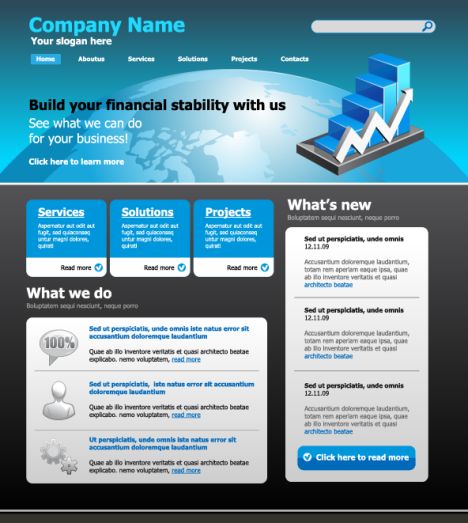 Company Name
Your slogan here
Home Aboutus Services Solutions Projects Contacts
Build your financial stability with us
See what we can do
for your business!
Click here to learn more
Services
Aspernatur aut odit aut
fugit, sed quiaconseq
untur magni dolores,
quirati
Read more
Solutions
Aspernatur aut odit aut
fugit, sed quiaconseq
untur magni dolores,
quirati
Read more
Projects
Aspernatur aut odit aut
fugit, sed quiaconseq
untur magni dolores,
quirati
Read more
What we do
Boluptatem sequi nesciunt, neque porro
100%
Sed ut perspiciatis, unde omnis iste natus error sit
accusantium doloremque laudantium
Quae ab illo inventore veritatis et quasi architecto beatae
explicabo. nemo voluptatem, read more
Sed ut perspiciatis, iste natus error sit accusantium
doloremque laudantium
Quae ab illo inventore veritatis et quasi architecto beatae
explicabo. nemo voluptatem, read more
Ut perspiciatis, unde omnis iste natus error sit
accusantium doloremque laudantium
Quae ab illo inventore veritatis et quasi architecto beatae
explicabo. nemo voluptatem, read more
What's new
Boluptatem sequi nesciunt, neque porro
Sed ut perspiciatis, unde omnis
12.11.09
Accusantium doloremque laudantium,
totam rem aperiam eaque ipsa, quae
ab illo inventore veritatis et quasi
architecto beatae
Sed ut perspiciatis, unde omnis
12.11.09
Accusantium doloremque laudantium,
totam rem aperiam eaque ipsa, quae
ab illo inventore veritatis et quasi
architecto beatae
Sed ut perspiciatis, unde omnis
12.11.09
Accusantium doloremque laudantium,
totam rem aperiam eaque ipsa, quae
ab illo inventore veritatis et quasi
architecto beatae
Click here to read more